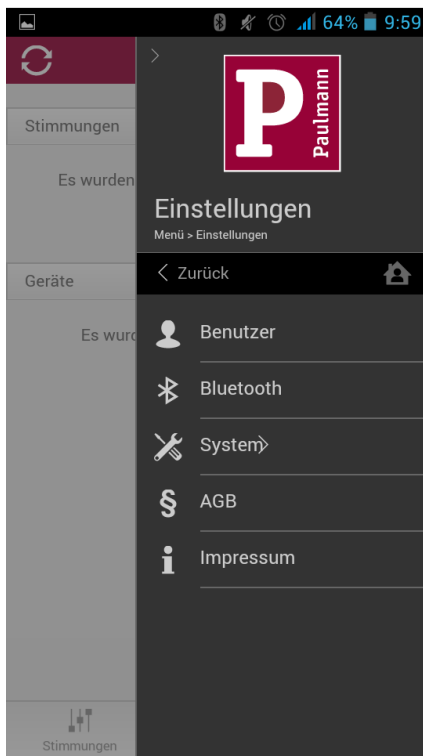 64% 9:59
P Paulmann
Einstellungen
Menü > Einstellungen
Zurück
Benutzer
Bluetooth
System
§ AGB
Impressum
Stimmungen
Es wurden
Geräte
Es wurd
Stimmungen